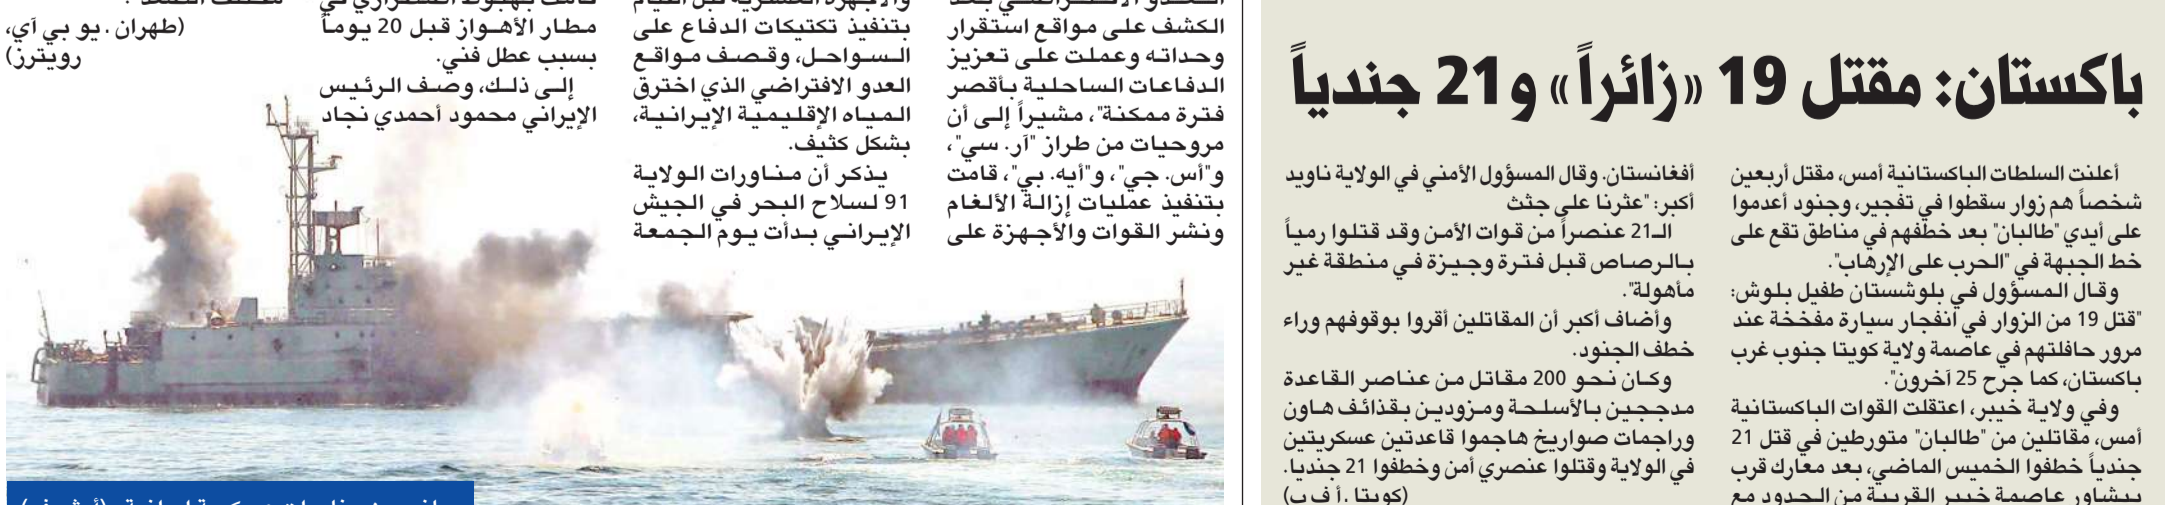 باكستان: مقتل 19 «زائراً» و21 جندياً
أعلنت السلطات الباكستانية أمس، مقتل أربعين
شخصاً هم زوار سقطوا في تفجير، وجنود أعدموا
على أيدي "طالبان" بعد خطفهم في مناطق تقع على
خط الجبهة في "الحرب على الإرهاب".
وقال المسؤول في بلوشستان طفيل بلوش:
"قتل 19 من الزوار في انفجار سيارة مفخخة عند
مرور حافلتهم في عاصمة ولاية كويتا جنوب غرب
باكستان، كما جرح 25 آخرون".
وفي ولاية خيبر، اعتقلت القوات الباكستانية
أمس، مقاتلين من "طالبان" متورطين في قتل 21
جندياً خطفوا الخميس الماضي، بعد معارك قرب
بيشاور عاصمة خيبر القريبة من الحدود مع
أفغانستان. وقال المسؤول الأمني في الولاية ناويد
أكبر: "عثرنا على جثث
الـ21 عنصراً من قوات الأمن وقد قتلوا رمياً
بالرصاص قبل فترة وجيزة في منطقة غير
مأهولة".
وأضاف أكبر أن المقاتلين أقروا بوقوفهم وراء
خطف الجنود.
وكان نحو 200 مقاتل من عناصر القاعدة
مدججين بالأسلحة ومزودين بقذائف هاون
وراجمات صواريخ هاجموا قاعدتين عسكريتين
في الولاية وقتلوا عنصري أمن وخطفوا 21 جندياً.
(كويتا . أ ف ب)
الكشف على مواقع استقرار
وحداته وعملت على تعزيز
الدفاعات الساحلية بأقصر
فترة ممكنة"، مشيراً إلى أن
مروحيات من طراز "آر. سي"،
و"أس. جي"، و"أيه. بي"، قامت
بتنفيذ عمليات إزالة الألغام
ونشر القوات والأجهزة على
بتنفيذ تكتيكات الدفاع على
السواحل، وقصف مواقع
العدو الافتراضي الذي اخترق
المياه الإقليمية الإيرانية،
بشكل كثيف.
يذكر أن مناورات الولاية
91 لسلاح البحر في الجيش
الإيراني بدأت يوم الجمعة
مطار الأهواز قبل 20 يوماً
بسبب عطل فني.
إلى ذلك، وصف الرئيس
الإيراني محمود أحمدي نجاد
(طهران . يو بي آي،
رويترز)